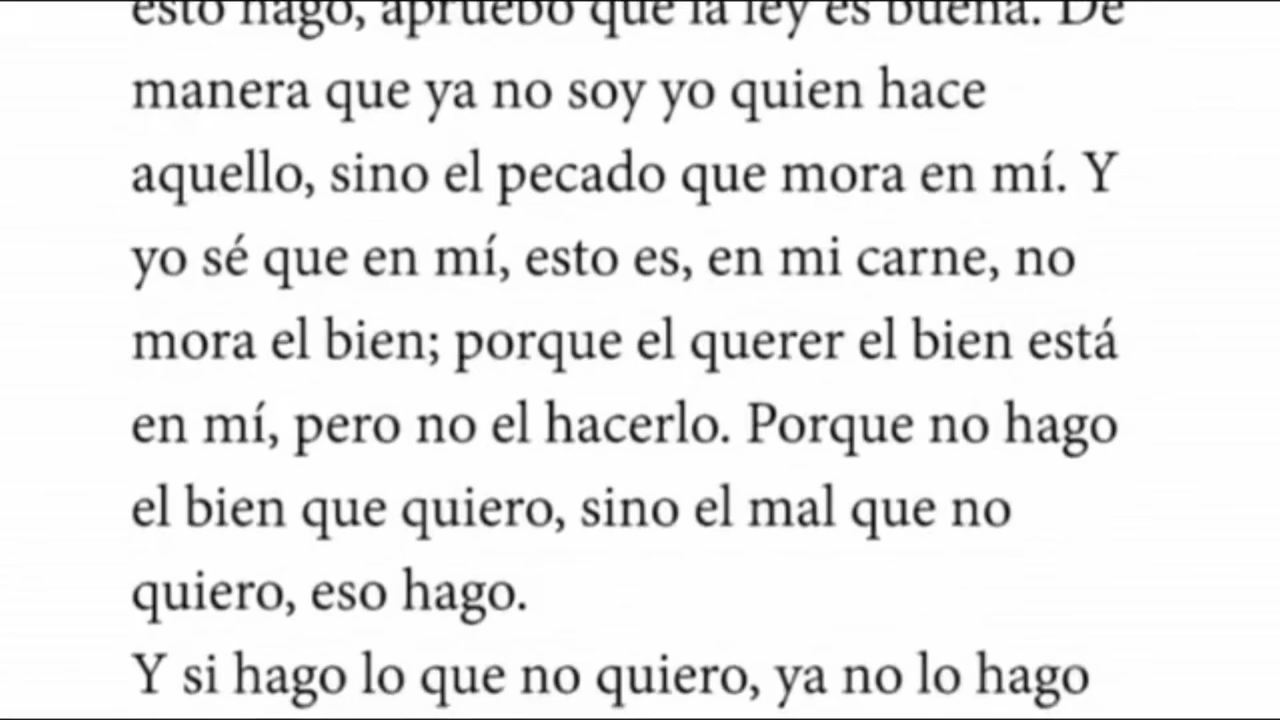 esto hago, apruebo que la ley es buena. De
manera que ya no soy yo quien hace
aquello, sino el pecado que mora en mí. Y
yo sé que en mí, esto es, en mi carne, no
mora el bien; porque el querer el bien está
en mí, pero no el hacerlo. Porque no hago
el bien que quiero, sino el mal que no
quiero, eso hago.
Y si hago lo que no quiero, ya no lo hago